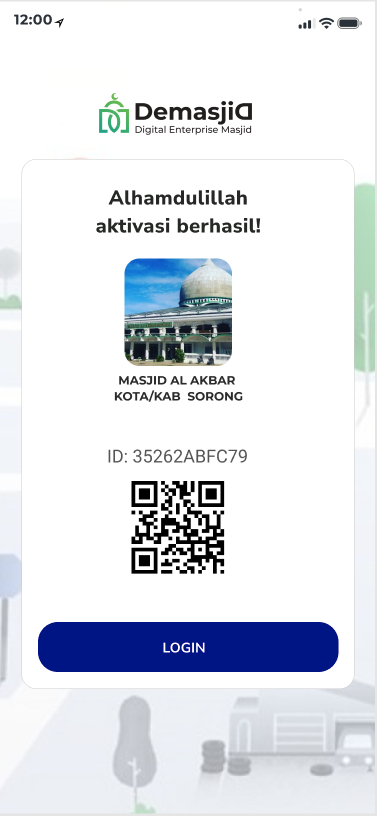 12:00
DemasjiD
Digital Enterprise Masjid
Alhamdulillah
aktivasi berhasil!
MASJID AL AKBAR
KOTA/KAB SORONG
ID: 35262ABFC79
LOGIN